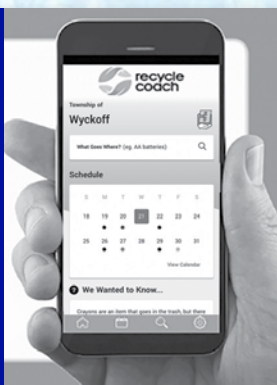 recycle
coach
Township of
Wyckoff
What Goes Where? (eg. AA batteries)
Schedule
S M T W T F S
18 19 20 21 22 23 24
25 26 27 28 29 30 31
View Calendar
? We Wanted to Know...
Crayons are an item that goes in the trash, but there